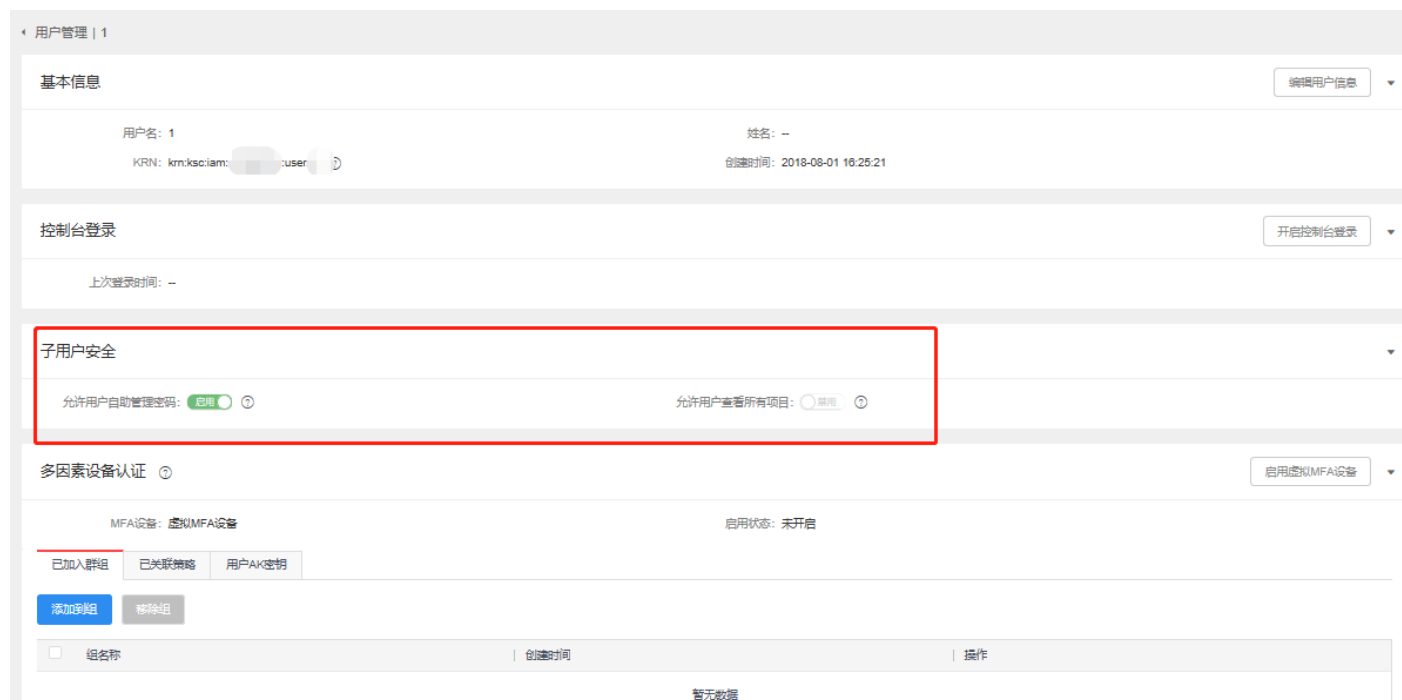 用户管理 | 1
基本信息 编辑用户信息
用户名: 1 姓名: --
KRN: krn:ksc:iam: :user 创建时间: 2018-08-01 16:25:21
控制台登录 开启控制台登录
上次登录时间: --
子用户安全
允许用户自助管理密码: 启用 允许用户查看所有项目: 禁用
多因素设备认证 启用虚拟MFA设备
MFA设备: 虚拟MFA设备 启用状态: 未开启
已加入群组 已关联策略 用户AK密钥
添加到组 移除组
组名称 创建时间 操作
暂无数据